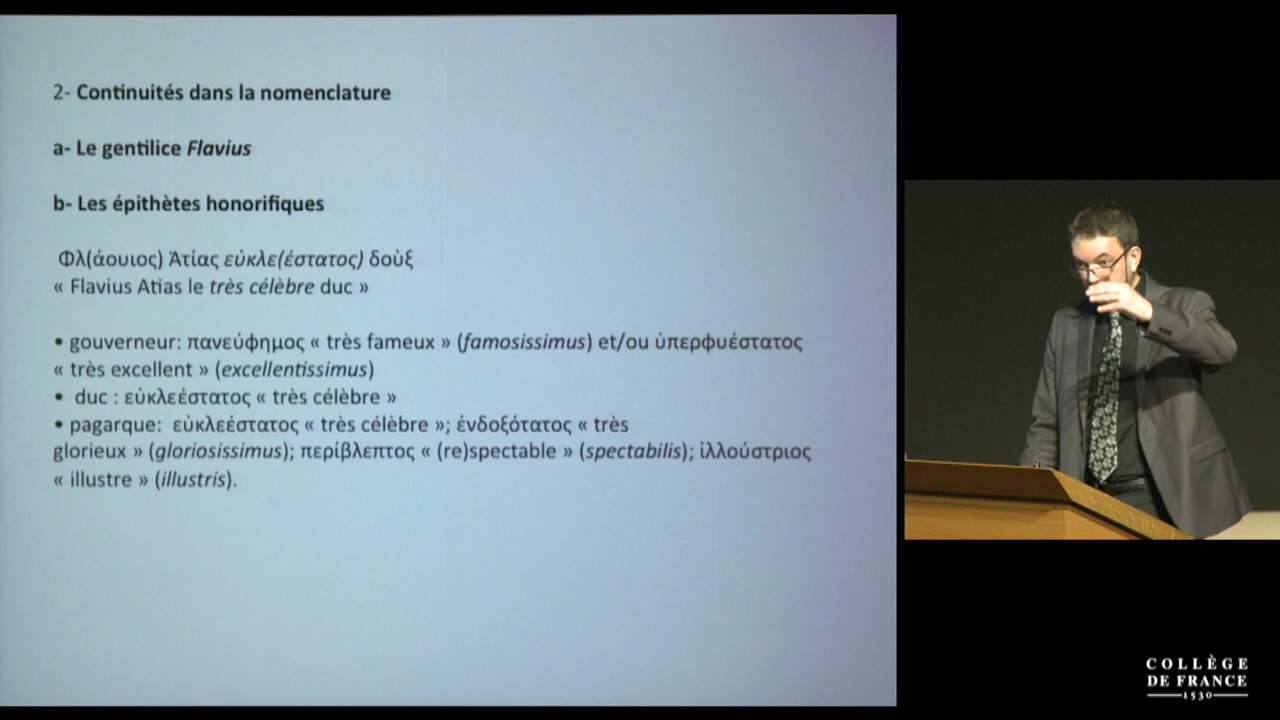 2- Continuités dans la nomenclature
a- Le gentilice Flavius
b- Les épithètes honorifiques
Φλ(άουιος) Ἀτίας εὐκλε(έστατος) δοὺξ
« Flavius Atias le très célèbre duc »
• gouverneur: πανεύφημος « très fameux » (famosissimus) et/ou ὑπερφυέστατος
« très excellent » (excellentissimus)
• duc : εὐκλεέστατος « très célèbre »
• pagarque: εὐκλεέστατος « très célèbre »; ἐνδοξότατος « très
glorieux » (gloriosissimus); περίβλεπτος « (re)spectable » (spectabilis); ἰλλούστριος
« illustre » (illustris).
COLLÈGE
DE FRANCE
1530